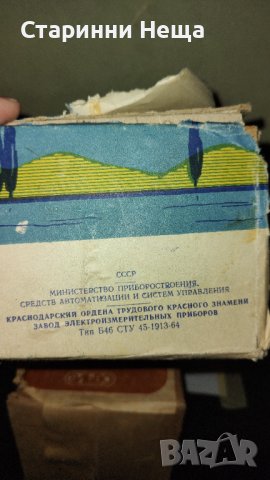 Старинни Неща
СССР
МИНИСТЕРСТВО ПРИБОРОСТРОЕНИЯ,
СРЕДСТВ АВТОМАТИЗАЦИИ И СИСТЕМ УПРАВЛЕНИЯ
КРАСНОДАРСКИЙ ОРДЕНА ТРУДОВОГО КРАСНОГО ЗНАМЕНИ
ЗАВОД ЭЛЕКТРОИЗМЕРИТЕЛЬНЫХ ПРИБОРОВ
Тип Б46 СТУ 45-1913-64
BAZAR